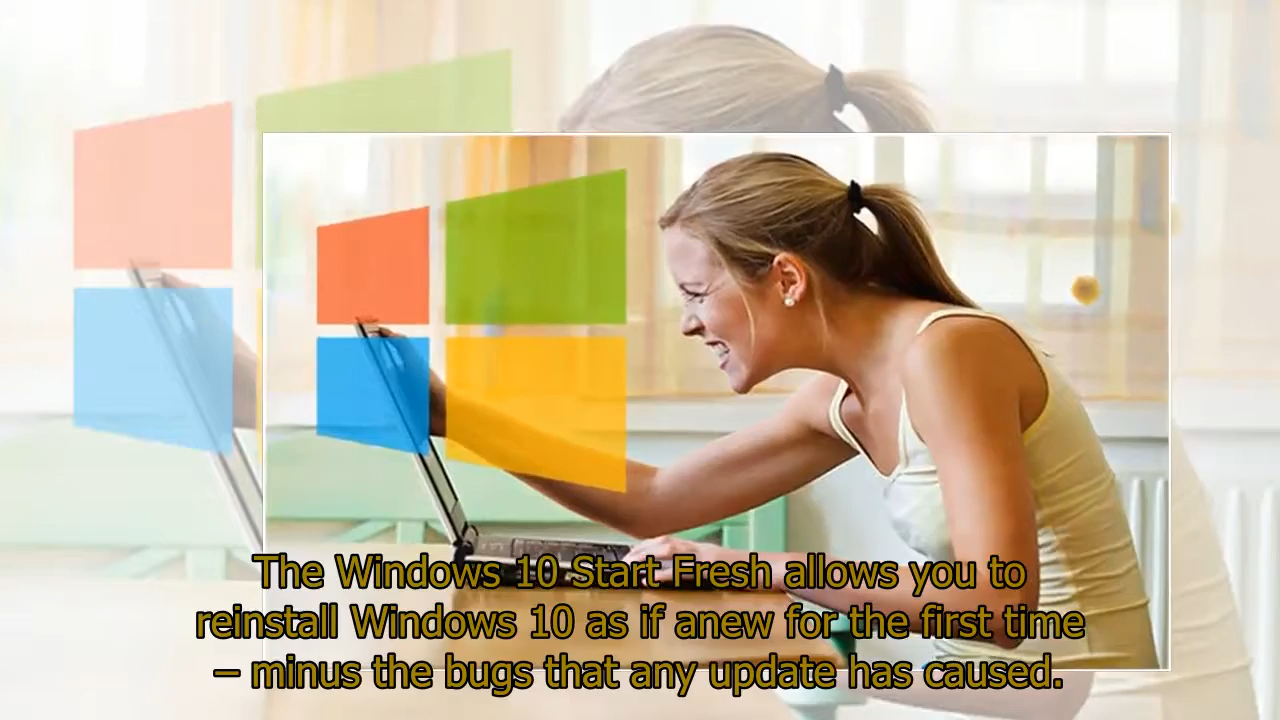 The Windows 10 Start Fresh allows you to
reinstall Windows 10 as if anew for the first time
– minus the bugs that any update has caused.